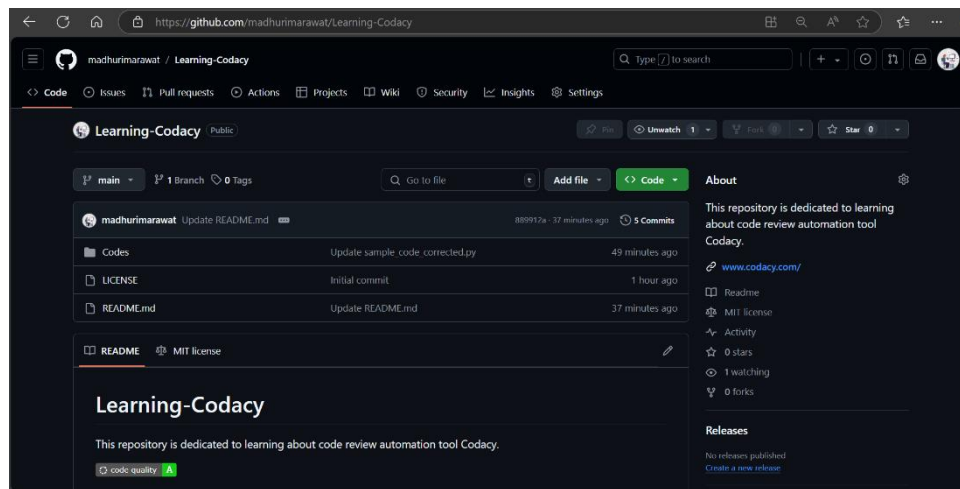 https://github.com/madhurimarawat/Learning-Codacy
madhurimarawat / Learning-Codacy
Type / to search
Code Issues Pull requests Actions Projects Wiki Security Insights Settings
Learning-Codacy Public
Pin Unwatch 1 Fork 0 Star 0
main 1 Branch 0 Tags
Go to file t
Add file Code
madhurimarawat Update README.md 889912a · 37 minutes ago 5 Commits
Codes Update sample_code_corrected.py 49 minutes ago
LICENSE Initial commit 1 hour ago
README.md Update README.md 37 minutes ago
README MIT license
Learning-Codacy
This repository is dedicated to learning about code review automation tool Codacy.
code quality A
About
This repository is dedicated to learning
about code review automation tool
Codacy.
www.codacy.com/
Readme
MIT license
Activity
0 stars
1 watching
0 forks
Releases
No releases published
Create a new release